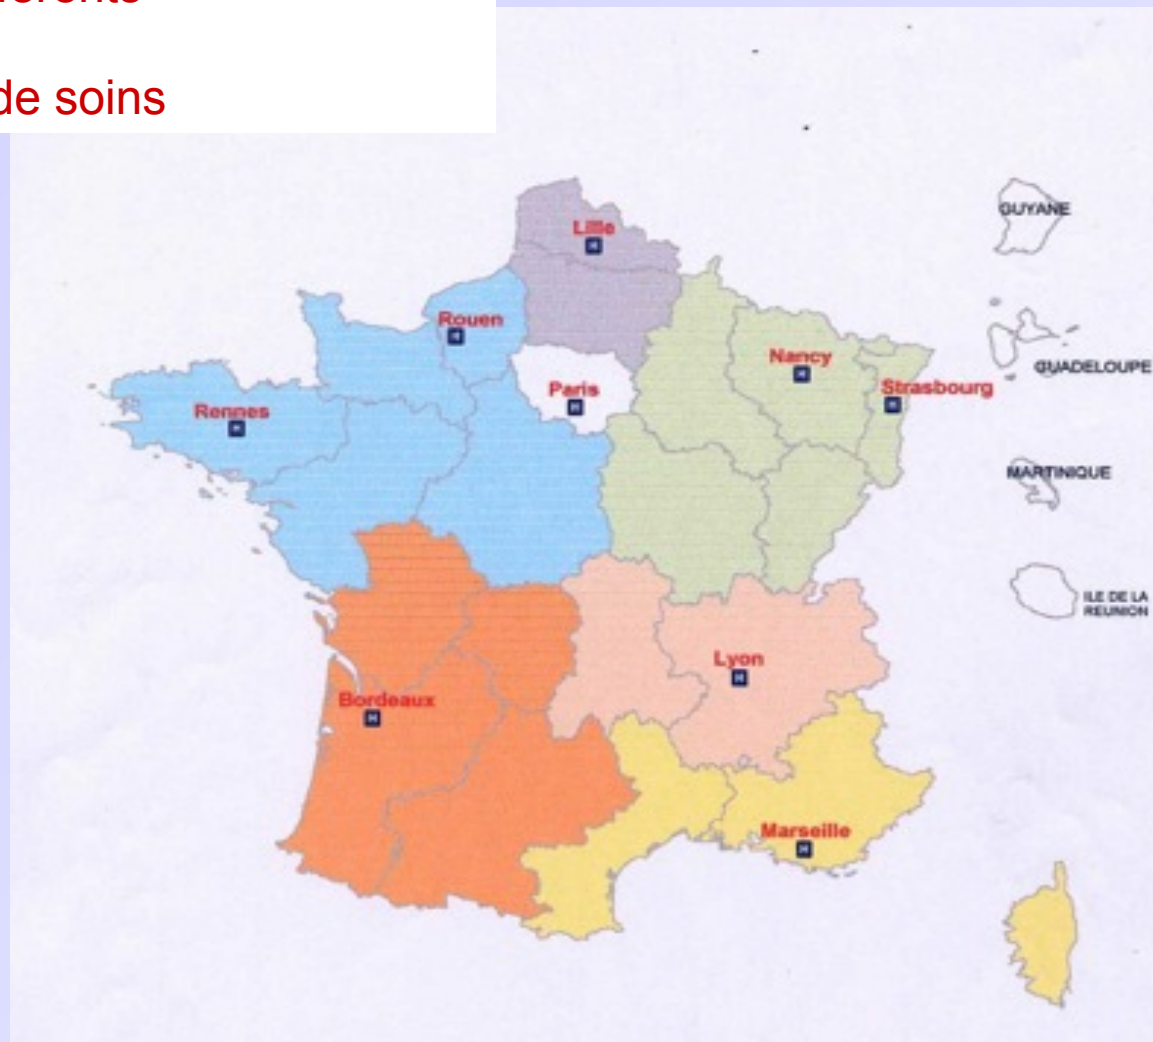 de soins
Lille
GUYANE
Rouen
Nancy
GUADELOUPE
Paris
Strasbourg
Rennes
MARTINIQUE
ILE DE LA
REUNION
Lyon
Bordeaux
Marseille